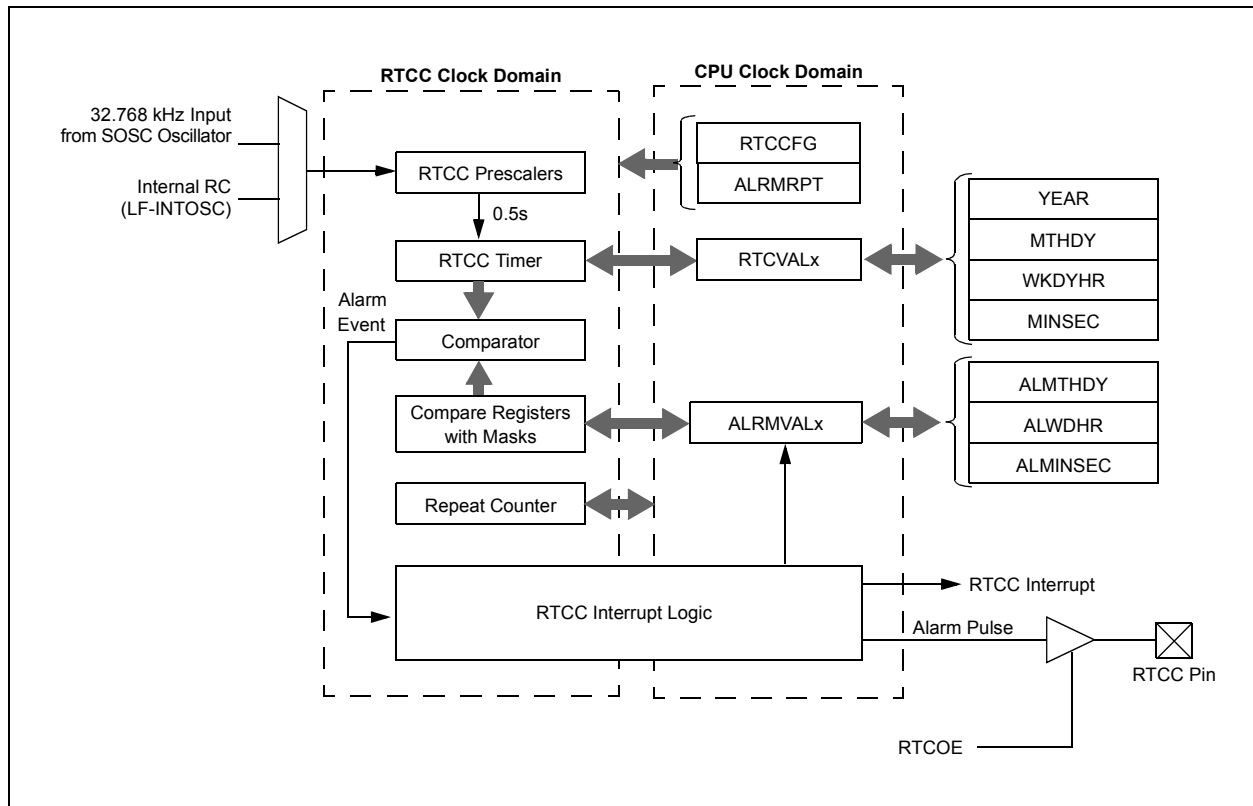 RTCC Clock Domain
CPU Clock Domain
32.768 kHz Input
from SOSC Oscillator
Internal RC
(LF-INTOSC)
RTCC Prescalers
0.5s
RTCC Timer
Alarm
Event
Comparator
Compare Registers
with Masks
Repeat Counter
RTCC Interrupt Logic
RTCCFG
ALRMRPT
RTCVALx
ALRMVALx
YEAR
MTHDY
WKDYHR
MINSEC
ALMTHDY
ALWDHR
ALMINSEC
RTCC Interrupt
Alarm Pulse
RTCC Pin
RTCOE